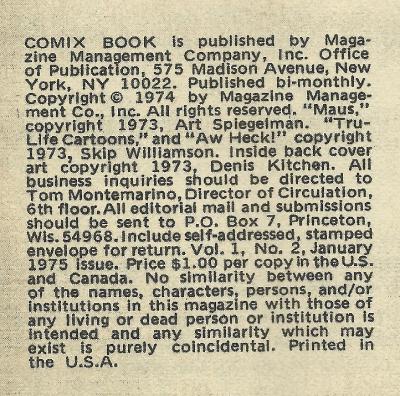 COMIX BOOK is published by Maga-
zine Management Company, Inc. Office
of Publication, 575 Madison Avenue, New
York, NY 10022. Published bi-monthly.
Copyright © 1974 by Magazine Manage-
ment Co., Inc. All rights reserved. "Maus,"
copyright 1973, Art Spiegelman. "Tru-
Life Cartoons," and "Aw Heck!" copyright
1973, Skip Williamson. Inside back cover
art copyright 1973, Denis Kitchen. All
business inquiries should be directed to
Tom Montemarino, Director of Circulation,
6th floor. All editorial mail and submissions
should be sent to P.O. Box 7, Princeton,
Wis. 54968. Include self-addressed, stamped
envelope for return. Vol. 1, No. 2, January
1975 issue. Price $1.00 per copy in the U.S.
and Canada. No similarity between any
of the names, characters, persons, and/or
institutions in this magazine with those of
any living or dead person or institution is
intended and any similarity which may
exist is purely coincidental. Printed in
the U.S.A.